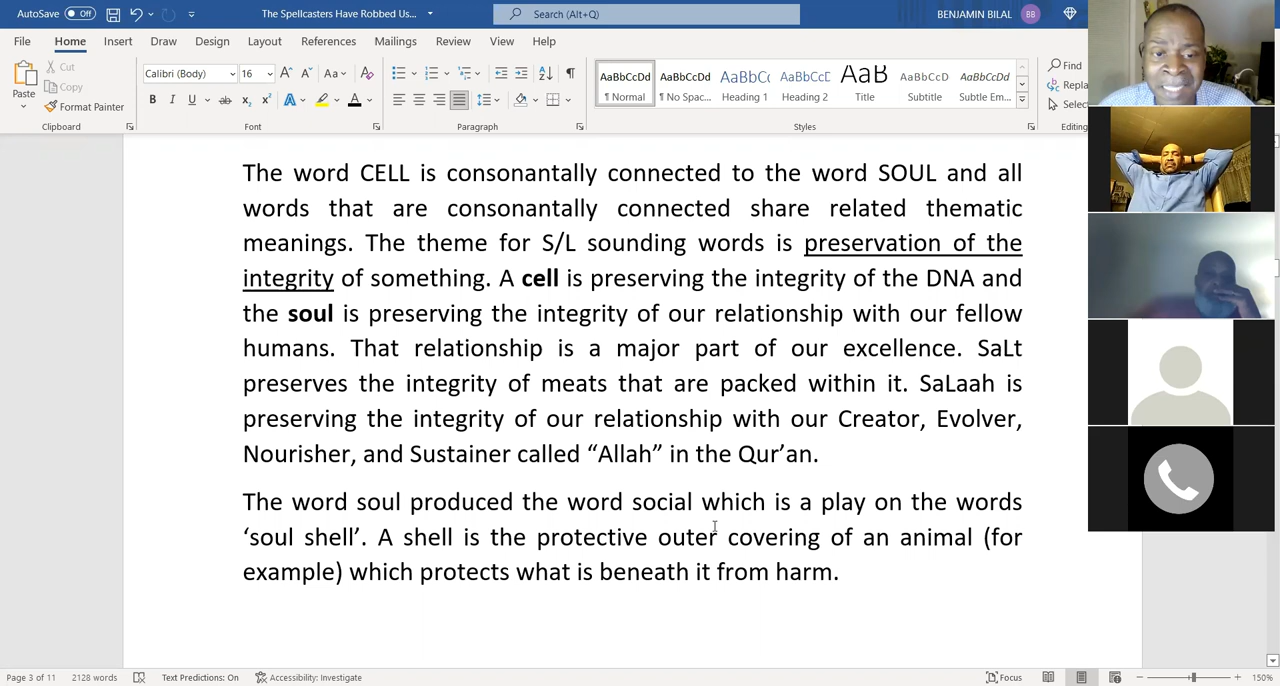 AutoSave Off The Spellcasters Have Robbed Us... Search (Alt+Q) BENJAMIN BILAL BB
File Home Insert Draw Design Layout References Mailings Review View Help
Paste Cut Copy Format Painter
Calibri (Body) 16 Aa
B I U ab x₂ x² A A
AaBbCcDd AaBbCcDd AaBbC AaBbCcD AaB AaBbCcD AaBbCcDd
¶ Normal ¶ No Spac... Heading 1 Heading 2 Title Subtitle Subtle Em...
Find
Repla
Select
Clipboard Font Paragraph Styles Editing
The word CELL is consonantally connected to the word SOUL and all
words that are consonantally connected share related thematic
meanings. The theme for S/L sounding words is preservation of the
integrity of something. A cell is preserving the integrity of the DNA and
the soul is preserving the integrity of our relationship with our fellow
humans. That relationship is a major part of our excellence. SaLt
preserves the integrity of meats that are packed within it. SaLaah is
preserving the integrity of our relationship with our Creator, Evolver,
Nourisher, and Sustainer called “Allah” in the Qur’an.
The word soul produced the word social which is a play on the words
‘soul shell’. A shell is the protective outer covering of an animal (for
example) which protects what is beneath it from harm.
Page 3 of 11 2128 words Text Predictions: On Accessibility: Investigate Focus 150%